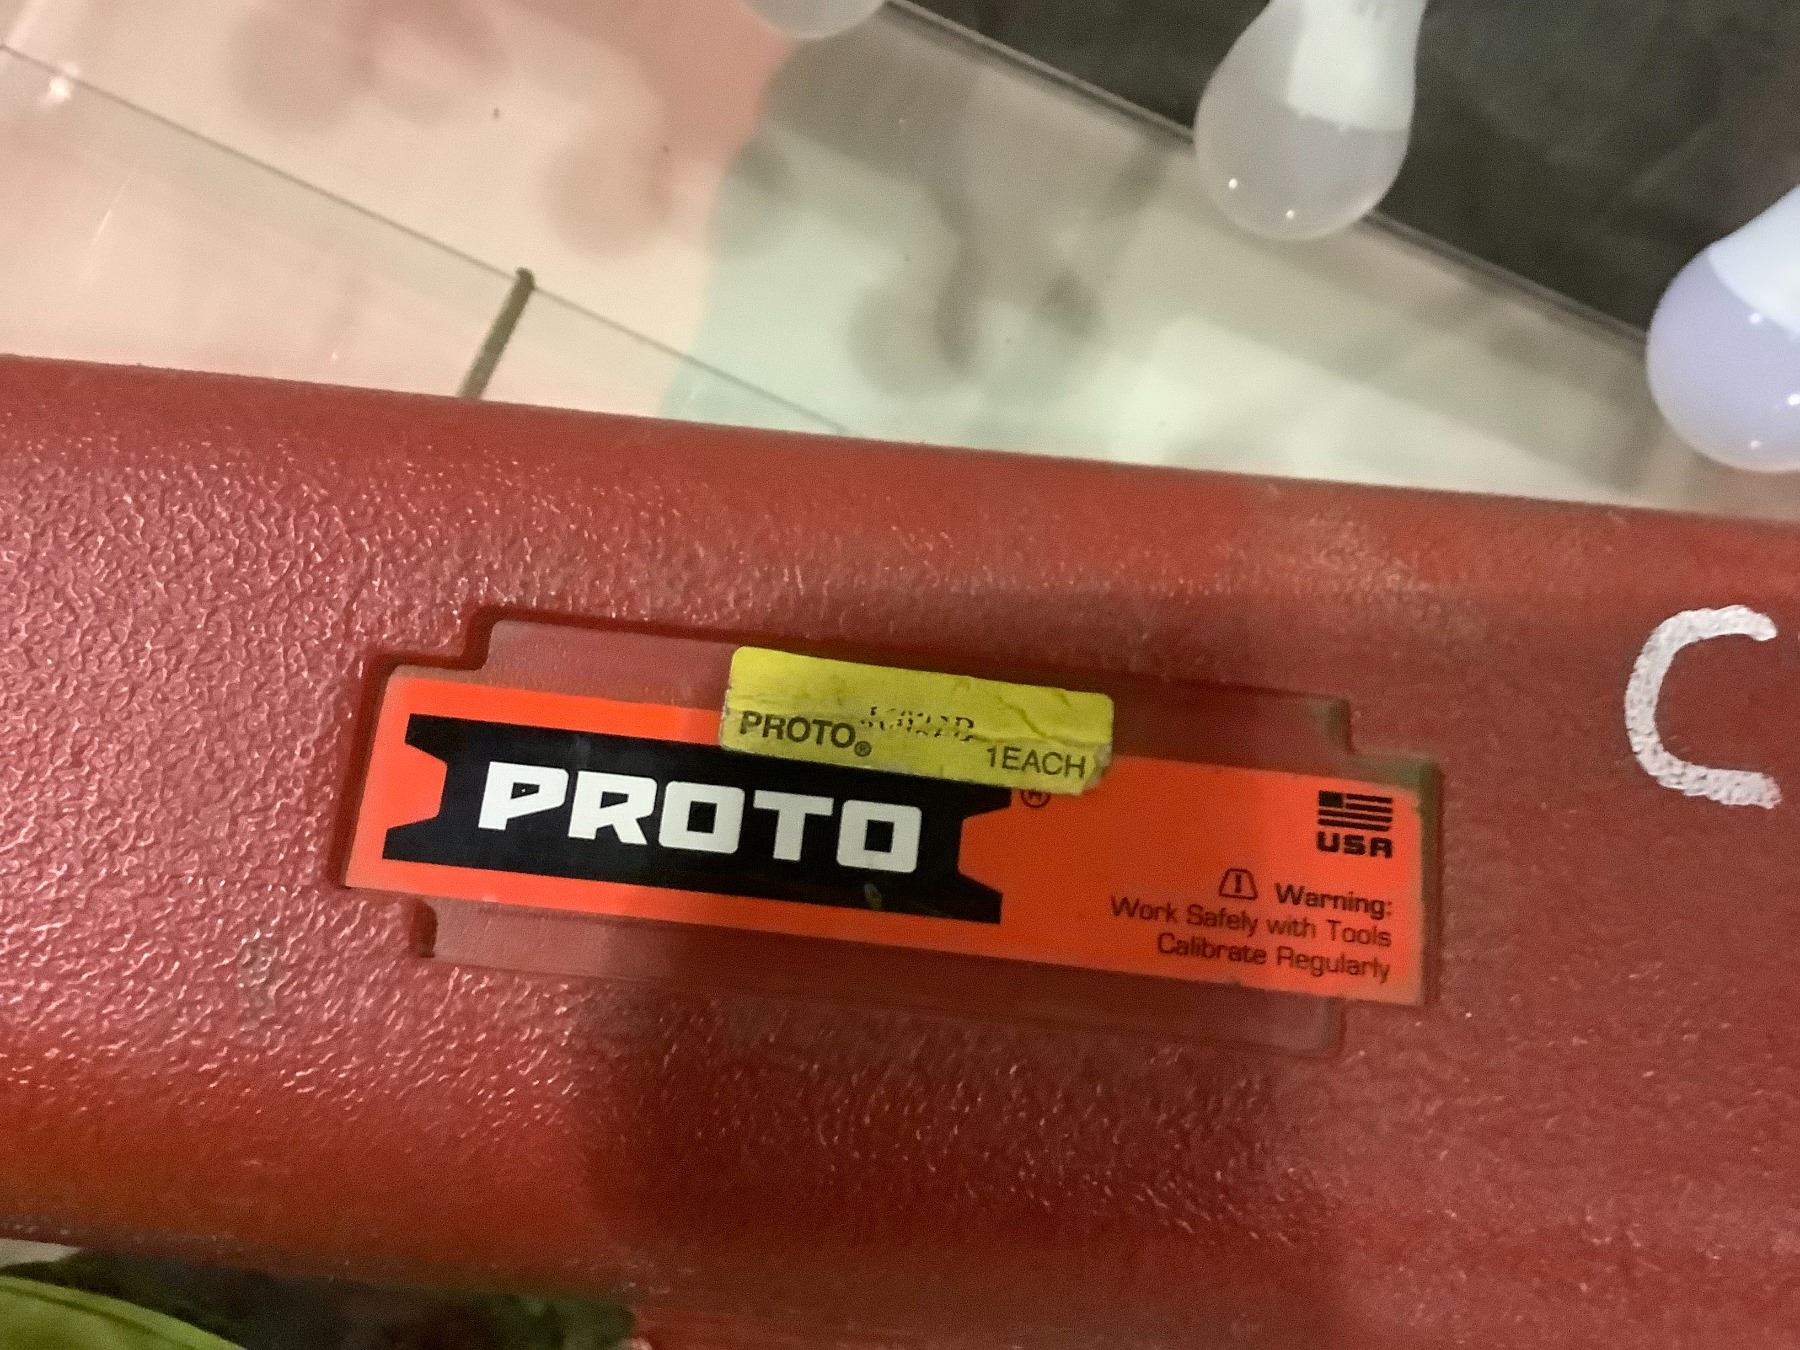 PROTO®
1EACH
PROTO®
USA
Warning:
Work Safely with Tools
Calibrate Regularly
C